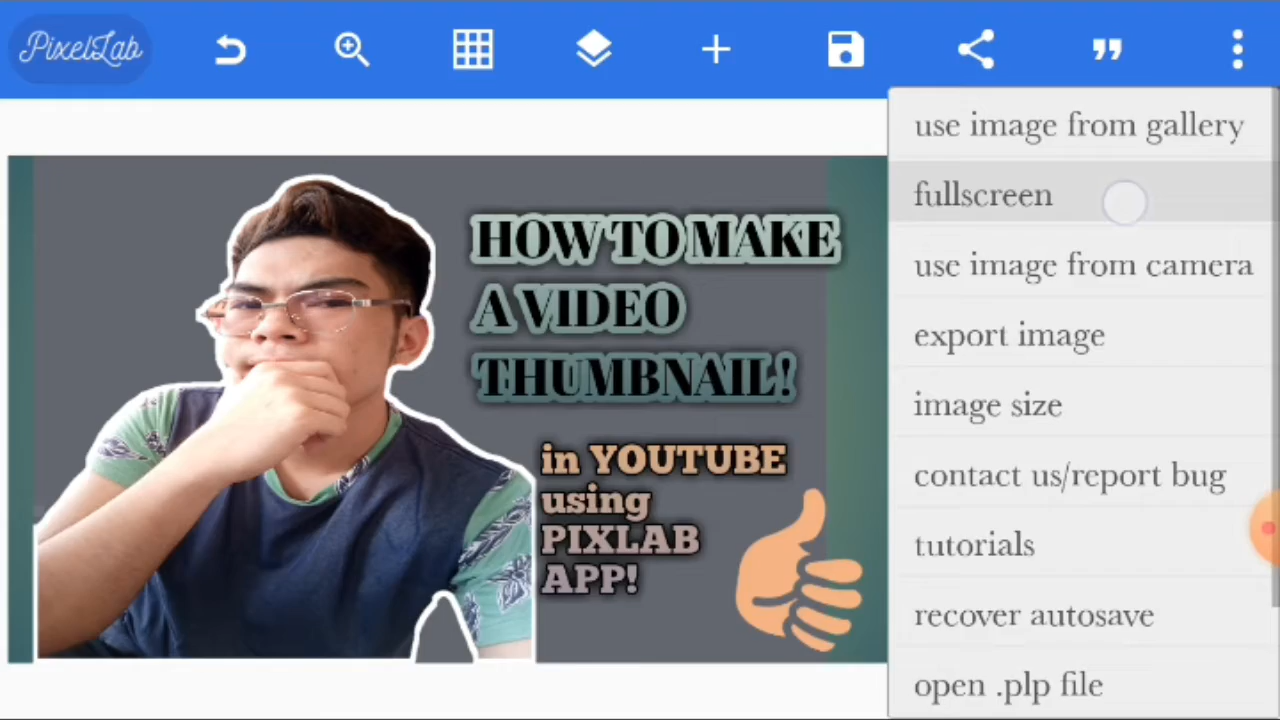 PixelLab
HOW TO MAKE
A VIDEO
THUMBNAIL!
in YOUTUBE
using
PIXLAB
APP!
use image from gallery
fullscreen
use image from camera
export image
image size
contact us/report bug
tutorials
recover autosave
open .plp file